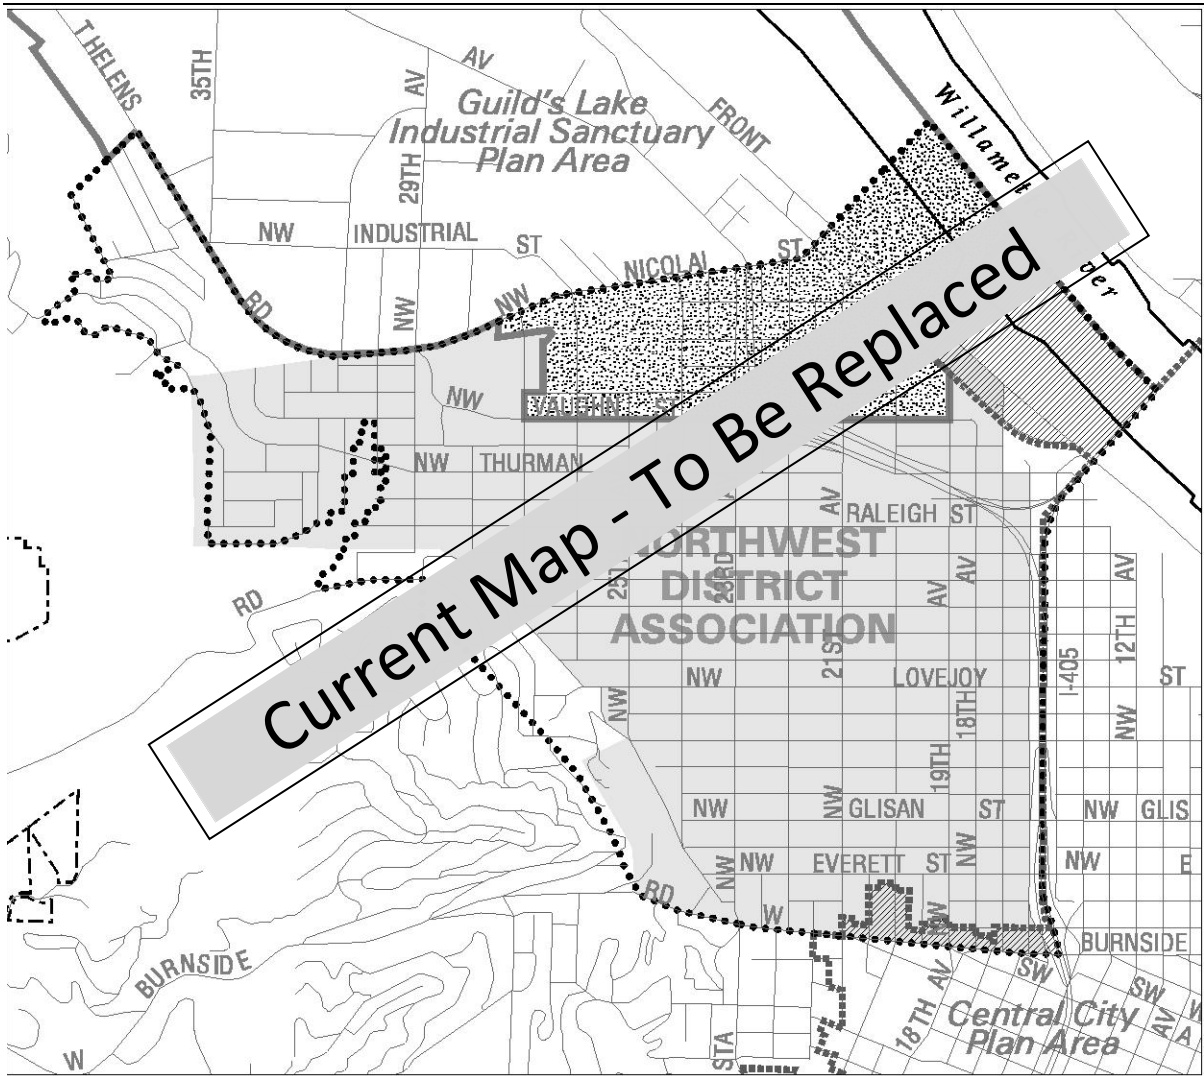 T HELENS
35TH
AV
AV
Guild's Lake
Industrial Sanctuary
Plan Area
FRONT
29TH
NW
INDUSTRIAL
ST
NICOLAI
ST
RD
NW
NW
Willamet
ver
NW
VAUGHN ST
NW
THURMAN
Current Map - To Be Replaced
AV
RALEIGH ST
NORTHWEST
DISTRICT
ASSOCIATION
25T
23RD
AV
AV
AV
RD
NW
21ST
LOVEJOY
ST
I-405
12TH
NW
18TH
NW
19TH
NW
NW
GLISAN
ST
NW
GLIS
NW
NW
EVERETT
ST
NW
NW
E
RD
W
NW
BURNSIDE
BURNSIDE
SW
SW
18TH AV
AV
Central City
Plan Area
STA
W
W
A